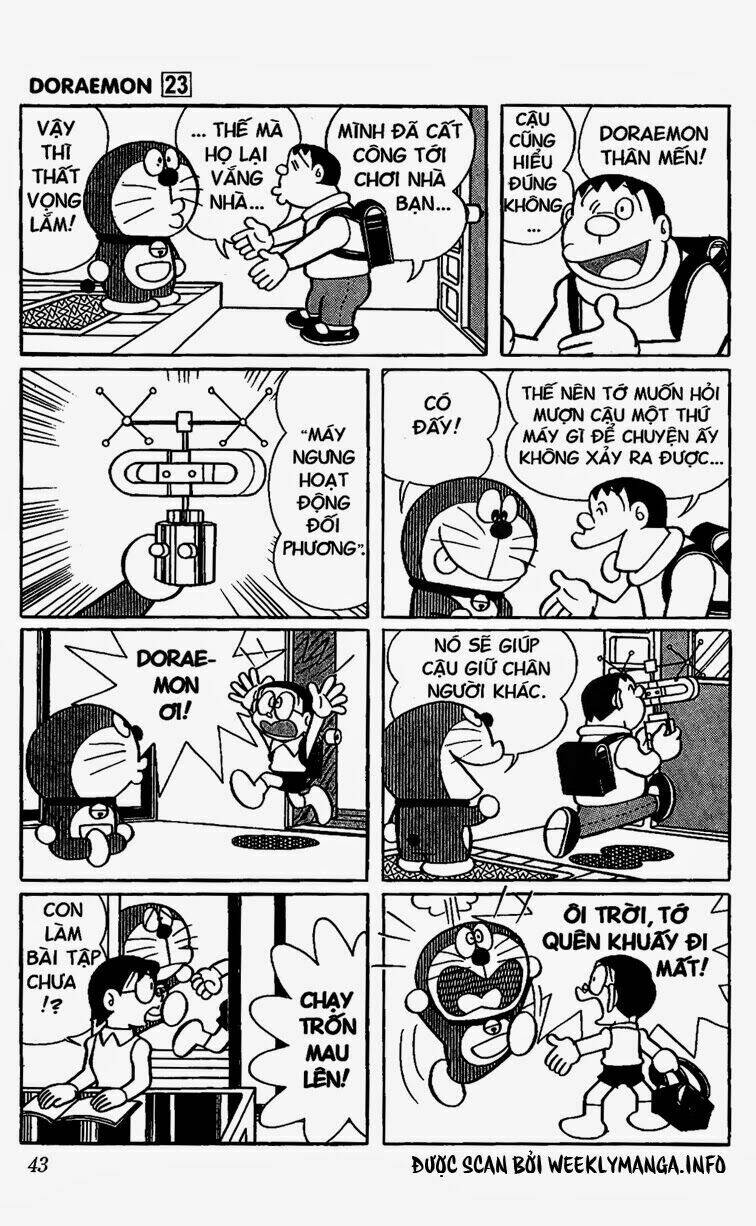 DORAEMON 23
DORAEMON
THÂN MẾN!
CẬU
CŨNG
HIỂU
ĐÚNG
KHÔNG
...
MÌNH ĐÃ CẤT
CÔNG TỚI
CHƠI NHÀ
BẠN...
... THẾ MÀ
HỌ LẠI
VẮNG
NHÀ...
VẬY
THÌ
THẤT
VỌNG
LẮM!
THẾ NÊN TỚ MUỐN HỎI
MƯỢN CẬU MỘT THỨ
MÁY GÌ ĐỂ CHUYỆN ẤY
KHÔNG XẢY RA ĐƯỢC...
CÓ
ĐẤY!
"MÁY
NGƯNG
HOẠT
ĐỘNG
ĐỐI
PHƯƠNG".
NÓ SẼ GIÚP
CẬU GIỮ CHÂN
NGƯỜI KHÁC.
DORAE-
MON
ƠI!
ÔI TRỜI, TỚ
QUÊN KHUẤY ĐI
MẤT!
CHẠY
TRỐN
MAU
LÊN!
CON
LÀM
BÀI TẬP
CHƯA
!?
43
ĐƯỢC SCAN BỞI WEEKLYMANGA.INFO